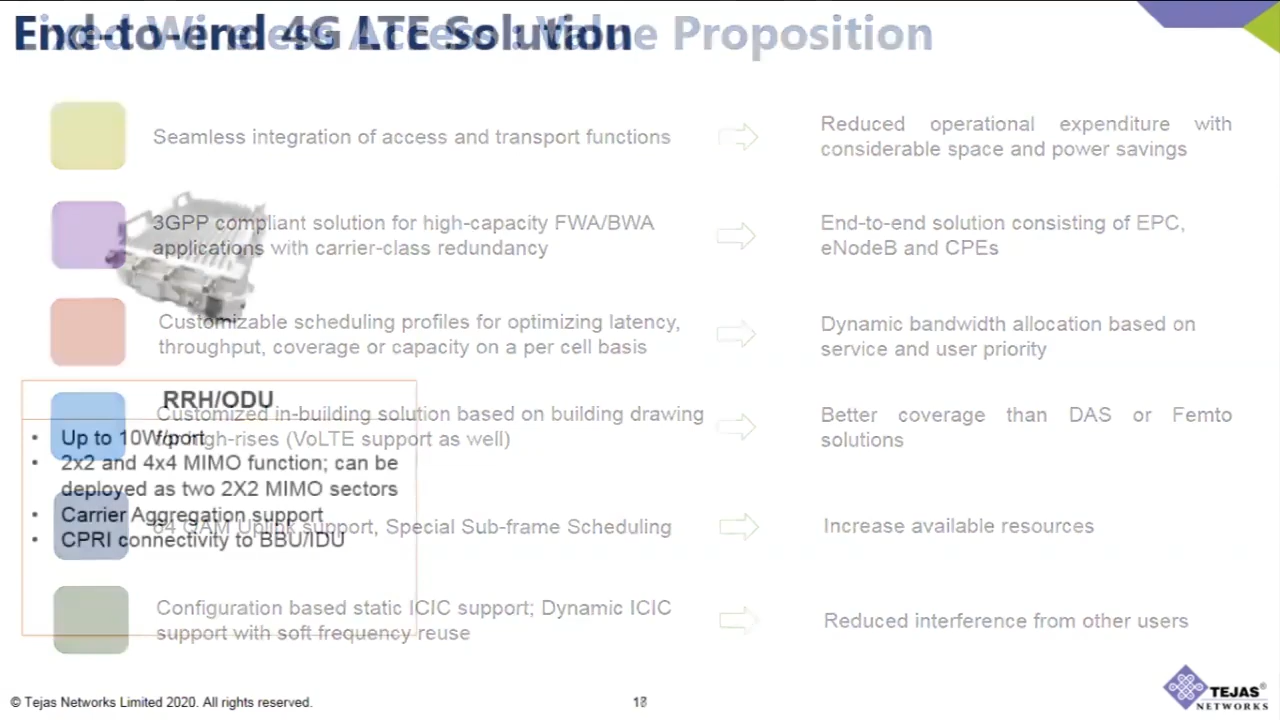 End-to-end 4G LTE Solution
Fixed Wireless Access: Value Proposition
Seamless integration of access and transport functions
Reduced operational expenditure with
considerable space and power savings
3GPP compliant solution for high-capacity FWA/BWA
applications with carrier-class redundancy
End-to-end solution consisting of EPC,
eNodeB and CPEs
Customizable scheduling profiles for optimizing latency,
throughput, coverage or capacity on a per cell basis
Dynamic bandwidth allocation based on
service and user priority
Customized in-building solution based on building drawing
for high-rises (VoLTE support as well)
Better coverage than DAS or Femto
solutions
64 QAM Uplink support, Special Sub-frame Scheduling
Increase available resources
Configuration based static ICIC support; Dynamic ICIC
support with soft frequency reuse
Reduced interference from other users
RRH/ODU
• Up to 10W/port
• 2x2 and 4x4 MIMO function; can be
deployed as two 2X2 MIMO sectors
• Carrier Aggregation support
• CPRI connectivity to BBU/IDU
© Tejas Networks Limited 2020. All rights reserved.
TEJAS®
NETWORKS